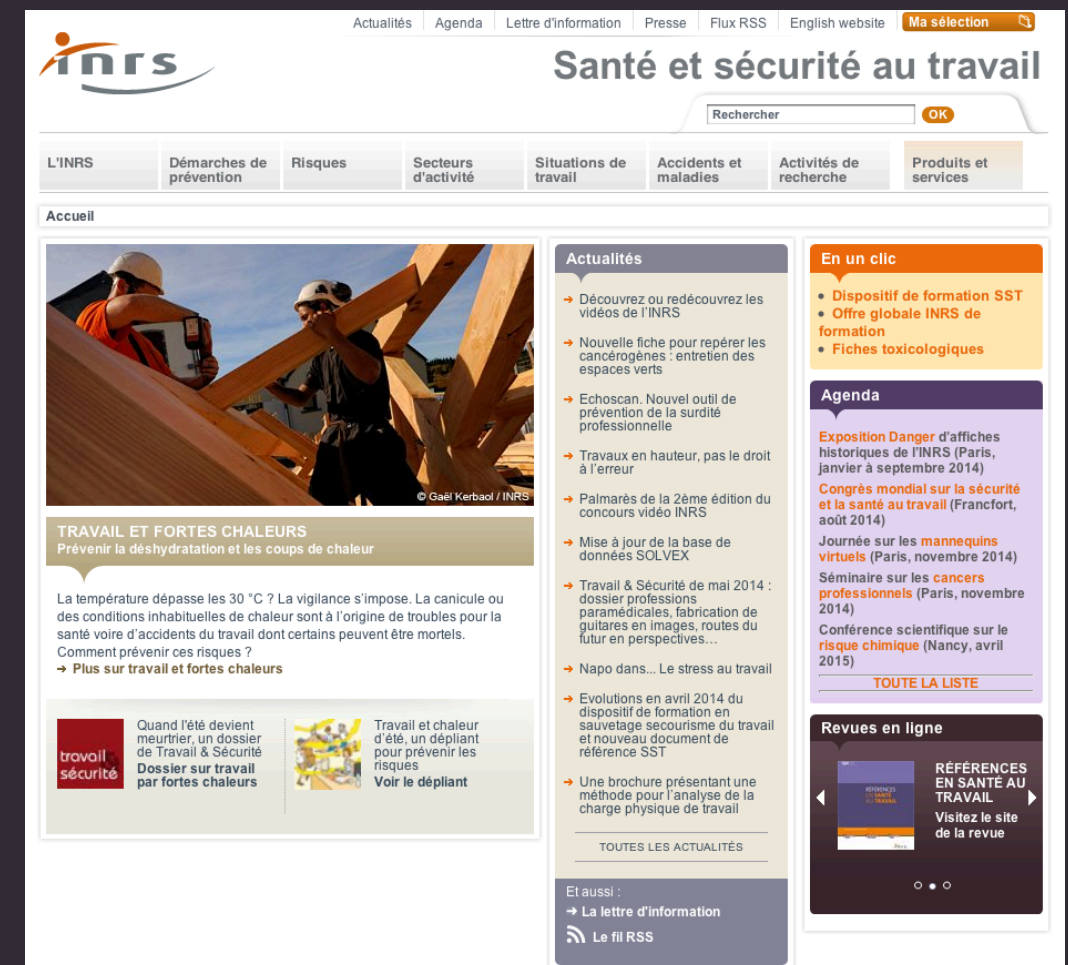 Actualités
Agenda
Lettre d'information
Presse
Flux RSS
English website
Ma sélection
inrs
Santé et sécurité au travail
Rechercher
OK
L'INRS
Démarches de
prévention
Risques
Secteurs
d'activité
Situations de
travail
Accidents et
maladies
Activités de
recherche
Produits et
services
Accueil
© Gaël Kerbaol / INRS
TRAVAIL ET FORTES CHALEURS
Prévenir la déshydratation et les coups de chaleur
La température dépasse les 30 °C ? La vigilance s'impose. La canicule ou
des conditions inhabituelles de chaleur sont à l'origine de troubles pour la
santé voire d'accidents du travail dont certains peuvent être mortels.
Comment prévenir ces risques ?
Plus sur travail et fortes chaleurs
travail
sécurité
Quand l'été devient
meurtrier, un dossier
de Travail & Sécurité
Dossier sur travail
par fortes chaleurs
Travail et chaleur
d'été, un dépliant
pour prévenir les
risques
Voir le dépliant
Actualités
Découvrez ou redécouvrez les
vidéos de l'INRS
Nouvelle fiche pour repérer les
cancérogènes : entretien des
espaces verts
Echoscan. Nouvel outil de
prévention de la surdité
professionnelle
Travaux en hauteur, pas le droit
à l'erreur
Palmarès de la 2ème édition du
concours vidéo INRS
Mise à jour de la base de
données SOLVEX
Travail & Sécurité de mai 2014 :
dossier professions
paramédicales, fabrication de
guitares en images, routes du
futur en perspectives…
Napo dans... Le stress au travail
Evolutions en avril 2014 du
dispositif de formation en
sauvetage secourisme du travail
et nouveau document de
référence SST
Une brochure présentant une
méthode pour l'analyse de la
charge physique de travail
TOUTES LES ACTUALITÉS
Et aussi :
La lettre d'information
Le fil RSS
En un clic
Dispositif de formation SST
Offre globale INRS de
formation
Fiches toxicologiques
Agenda
Exposition Danger d'affiches
historiques de l'INRS (Paris,
janvier à septembre 2014)
Congrès mondial sur la sécurité
et la santé au travail (Francfort,
août 2014)
Journée sur les mannequins
virtuels (Paris, novembre 2014)
Séminaire sur les cancers
professionnels (Paris, novembre
2014)
Conférence scientifique sur le
risque chimique (Nancy, avril
2015)
TOUTE LA LISTE
Revues en ligne
RÉFÉRENCES
EN SANTÉ
AU TRAVAIL
RÉFÉRENCES
EN SANTÉ AU
TRAVAIL
Visitez le site
de la revue